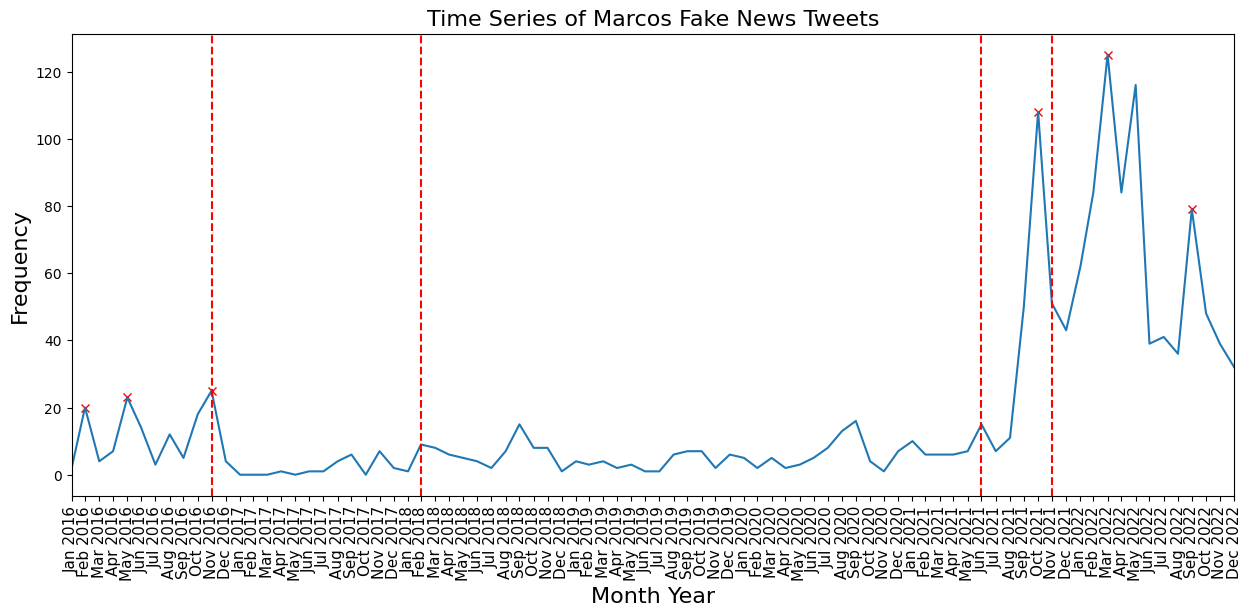 Time Series of Marcos Fake News Tweets
Frequency
120
100
80
60
40
20
0
Jan 2016
Feb 2016
Mar 2016
Apr 2016
May 2016
Jun 2016
Jul 2016
Aug 2016
Sep 2016
Oct 2016
Nov 2016
Dec 2016
Jan 2017
Feb 2017
Mar 2017
Apr 2017
May 2017
Jun 2017
Jul 2017
Aug 2017
Sep 2017
Oct 2017
Nov 2017
Dec 2017
Jan 2018
Feb 2018
Mar 2018
Apr 2018
May 2018
Jun 2018
Jul 2018
Aug 2018
Sep 2018
Oct 2018
Nov 2018
Dec 2018
Jan 2019
Feb 2019
Mar 2019
Apr 2019
May 2019
Jun 2019
Jul 2019
Aug 2019
Sep 2019
Oct 2019
Nov 2019
Dec 2019
Jan 2020
Feb 2020
Mar 2020
Apr 2020
May 2020
Jun 2020
Jul 2020
Aug 2020
Sep 2020
Oct 2020
Nov 2020
Dec 2020
Jan 2021
Feb 2021
Mar 2021
Apr 2021
May 2021
Jun 2021
Jul 2021
Aug 2021
Sep 2021
Oct 2021
Nov 2021
Dec 2021
Jan 2022
Feb 2022
Mar 2022
Apr 2022
May 2022
Jun 2022
Jul 2022
Aug 2022
Sep 2022
Oct 2022
Nov 2022
Dec 2022
Month Year